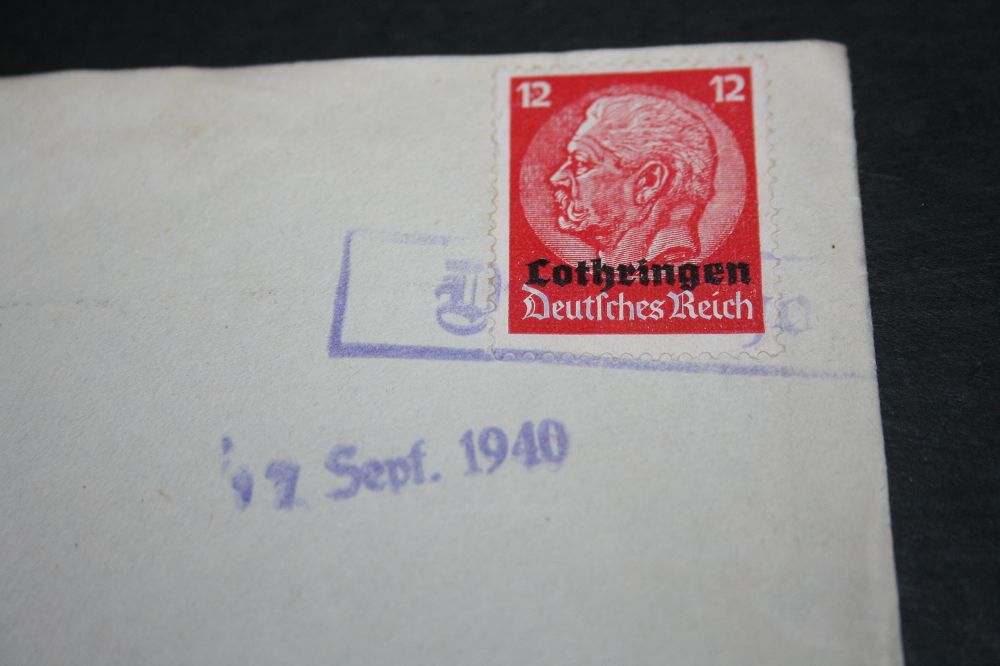 12 12
Lothringen
Deutsches Reich
Sept. 1940